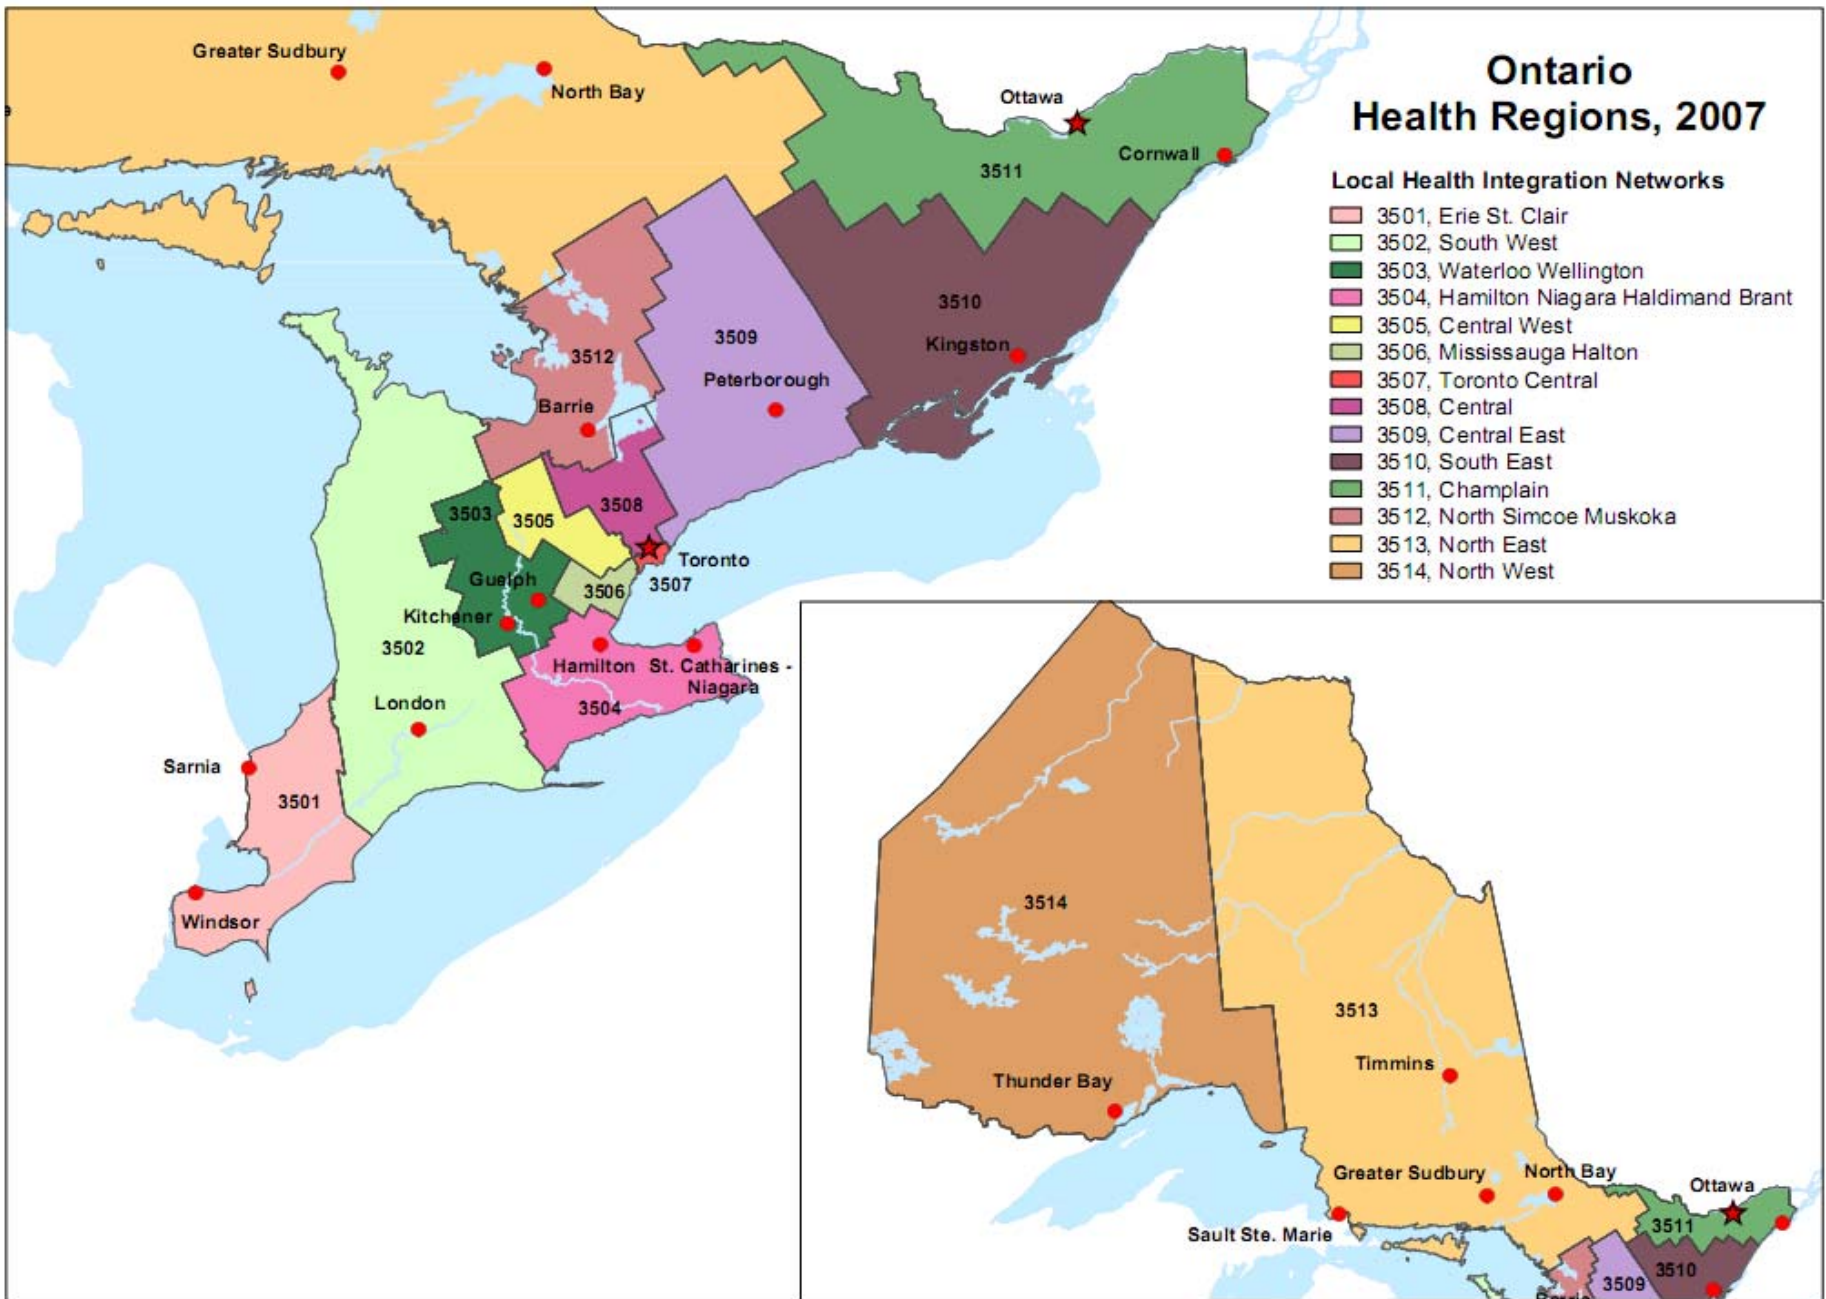 Greater Sudbury
North Bay
Ottawa
Cornwall
3511
3510
Kingston
3509
Peterborough
3512
Barrie
3508
3503
3505
Toronto
3507
Guelph
3506
Kitchener
3502
Hamilton
St. Catharines -
Niagara
3504
London
Sarnia
3501
Windsor
Ontario
Health Regions, 2007
Local Health Integration Networks
3501, Erie St. Clair
3502, South West
3503, Waterloo Wellington
3504, Hamilton Niagara Haldimand Brant
3505, Central West
3506, Mississauga Halton
3507, Toronto Central
3508, Central
3509, Central East
3510, South East
3511, Champlain
3512, North Simcoe Muskoka
3513, North East
3514, North West
3514
3513
Timmins
Thunder Bay
Greater Sudbury
North Bay
Ottawa
Sault Ste. Marie
3511
3510
3509